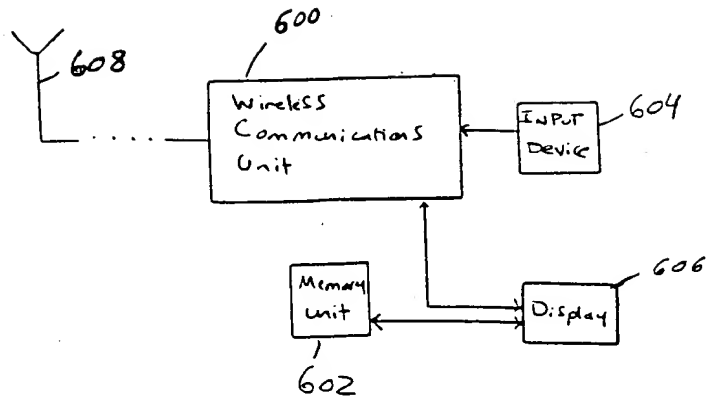 600
608
Wireless
Communications
Unit
INPUT
Device
604
Memory
Unit
602
Display
606